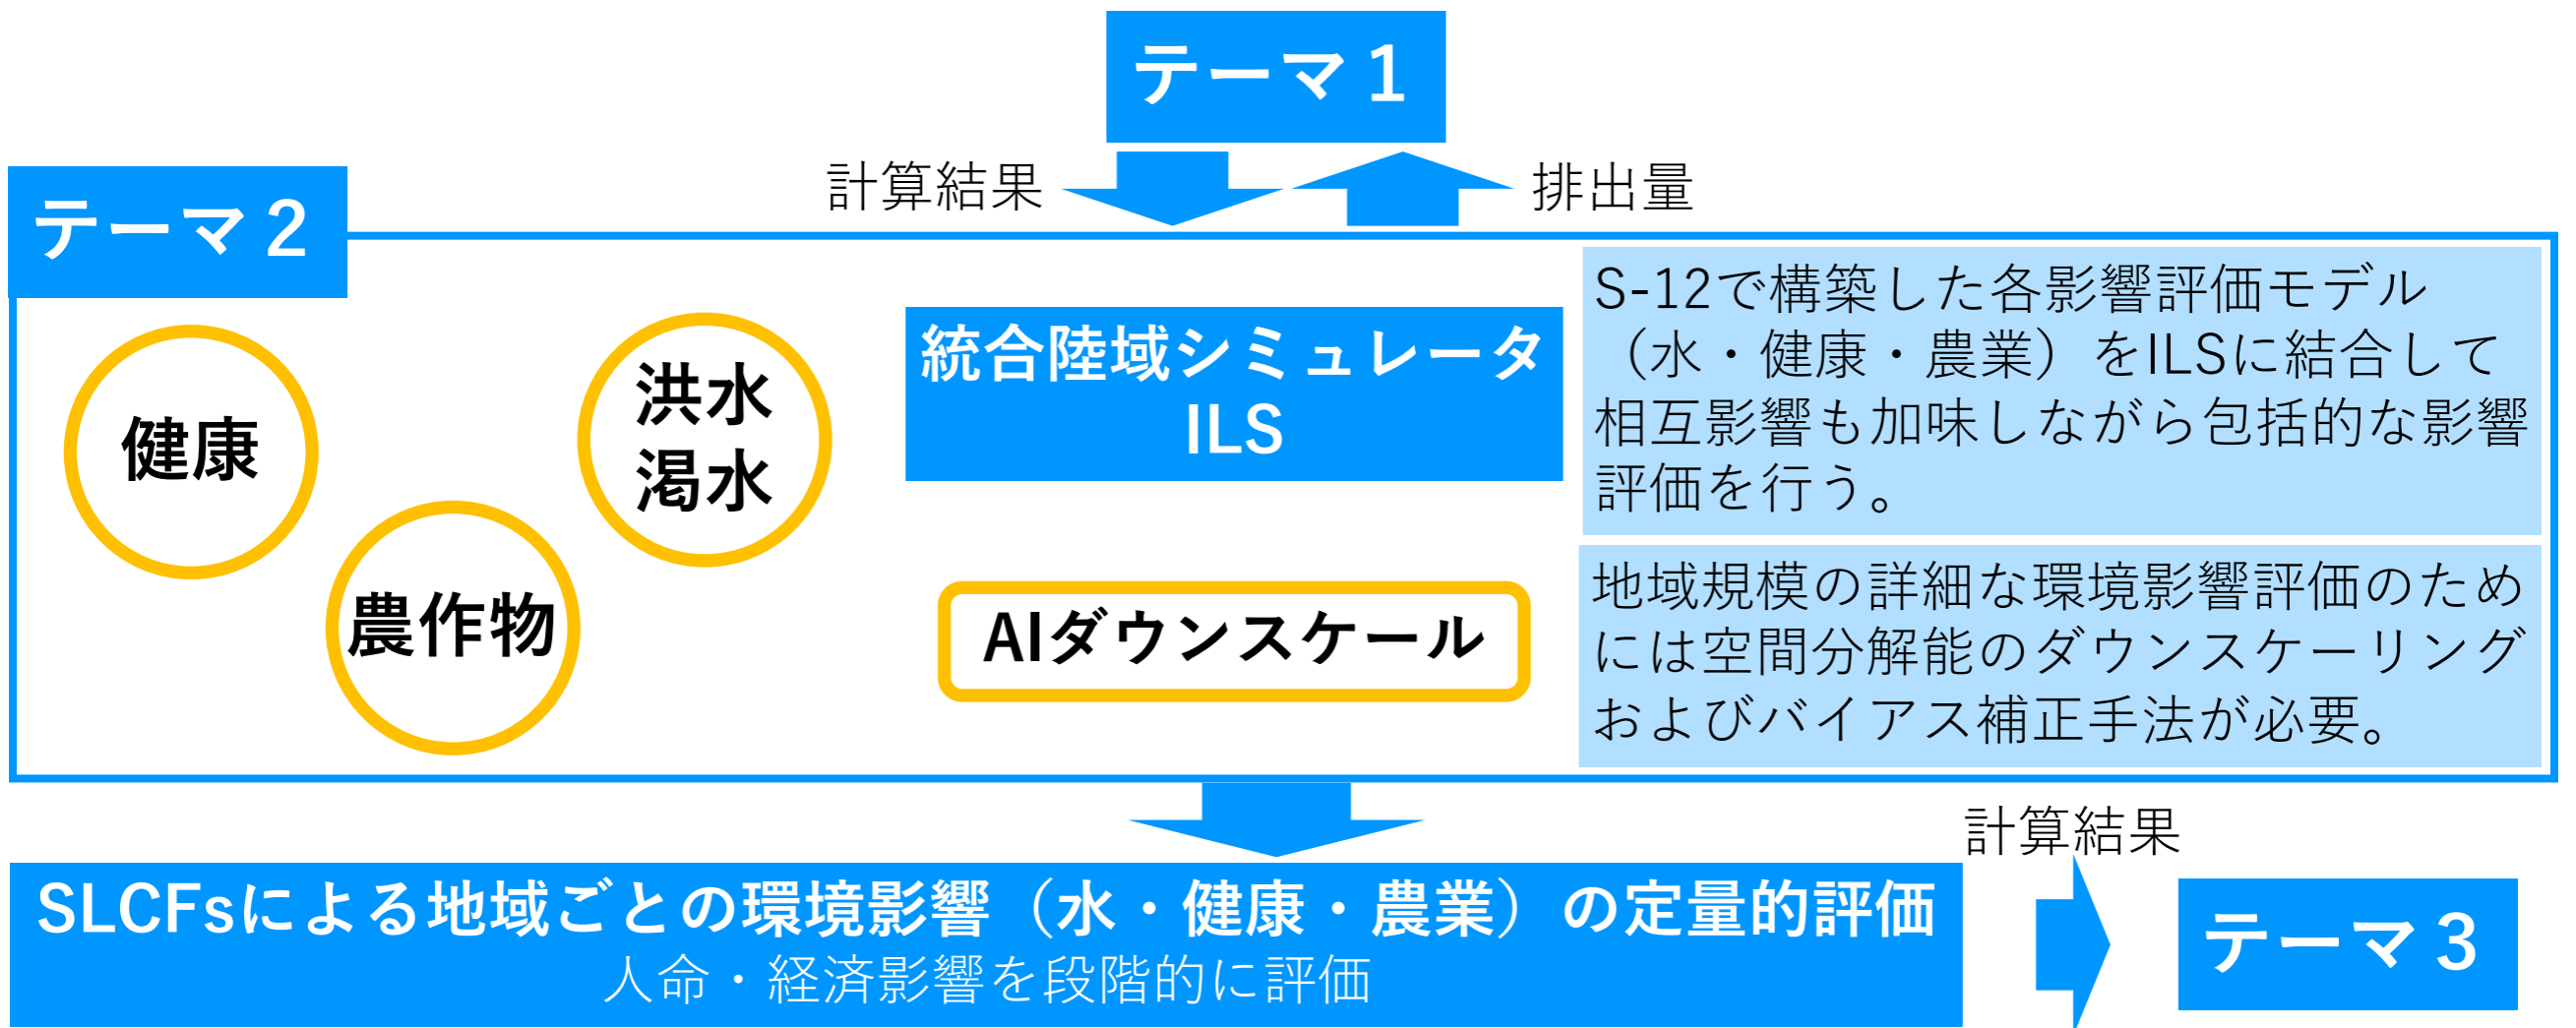 テーマ１
計算結果
排出量
テーマ２
健康
洪水
渇水
農作物
統合陸域シミュレータ
ILS
AIダウンスケール
S-12で構築した各影響評価モデル
（水・健康・農業）をILSに結合して
相互影響も加味しながら包括的な影響
評価を行う。
地域規模の詳細な環境影響評価のため
には空間分解能のダウンスケーリング
およびバイアス補正手法が必要。
SLCFsによる地域ごとの環境影響（水・健康・農業）の定量的評価
人命・経済影響を段階的に評価
計算結果
テーマ３